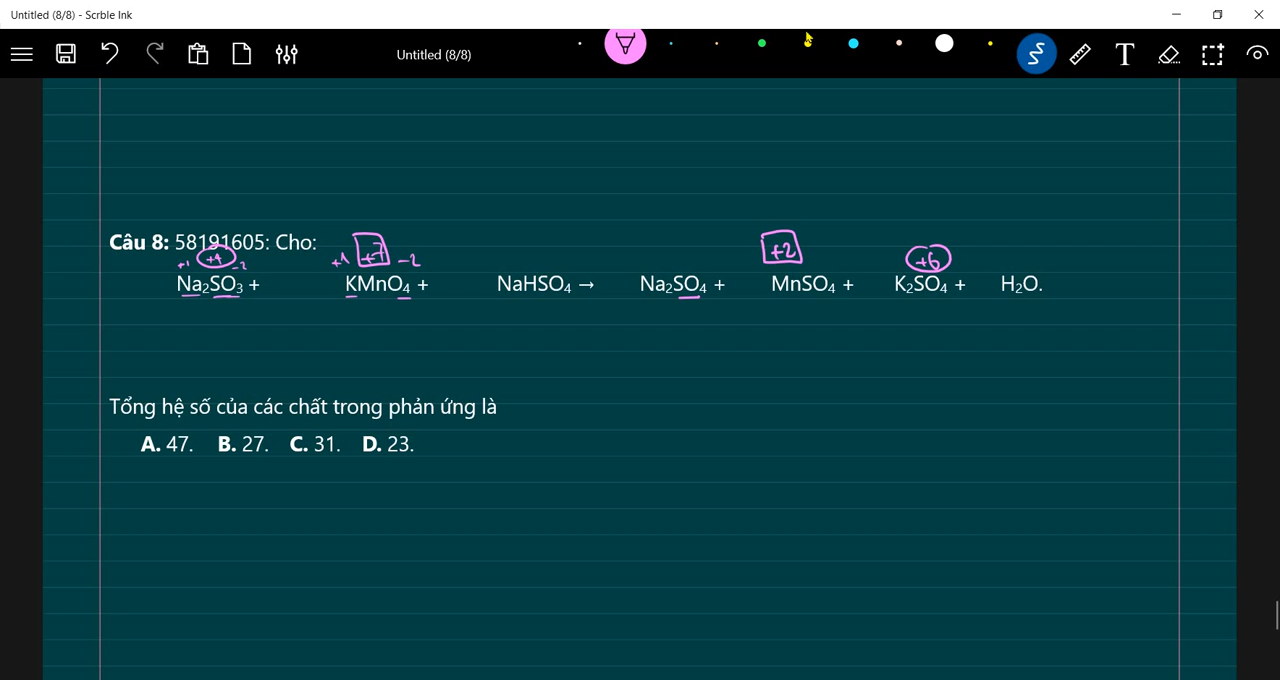 Untitled (8/8) - Scrble Ink
Untitled (8/8)
T
Câu 8: 58191605: Cho:
+1 +4 -2 +1 +7 -2 +2 +6
Na₂SO₃ + KMnO₄ + NaHSO₄ → Na₂SO₄ + MnSO₄ + K₂SO₄ + H₂O.
Tổng hệ số của các chất trong phản ứng là
A. 47. B. 27. C. 31. D. 23.